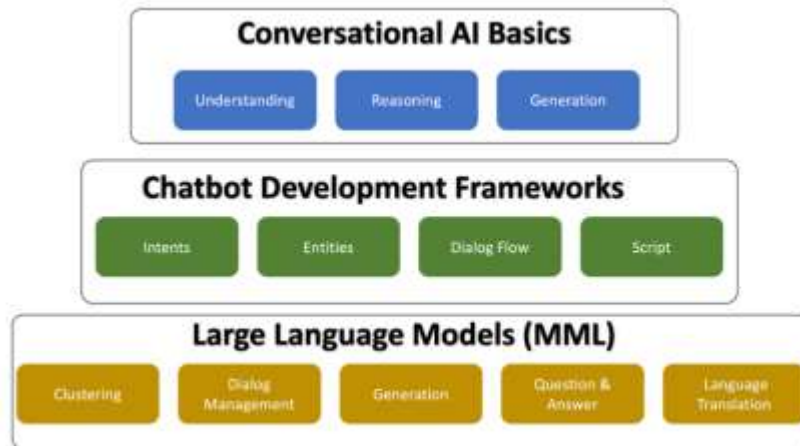 Conversational AI Basics
Understanding
Reasoning
Generation
Chatbot Development Frameworks
Intents
Entities
Dialog Flow
Script
Large Language Models (MML)
Clustering
Dialog
Management
Generation
Question &
Answer
Language
Translation